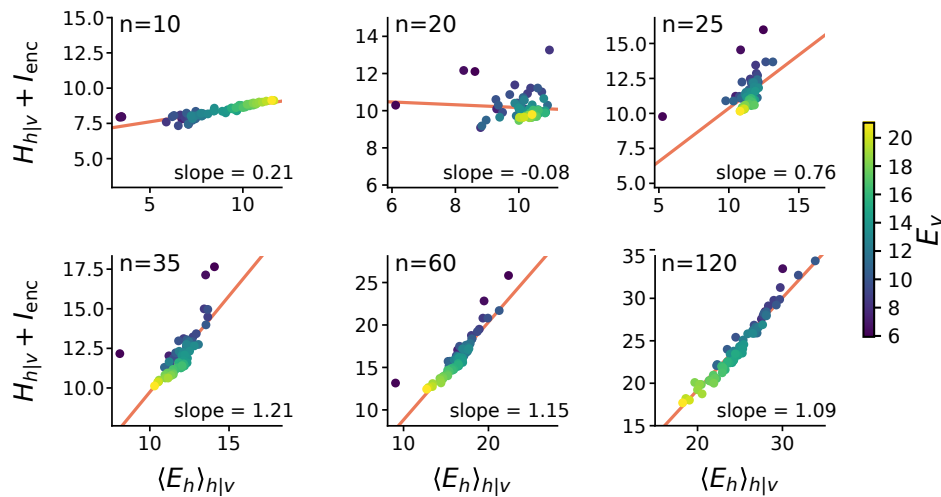 n=10
15.0
12.5
10.0
7.5
5.0
5
10
slope = 0.21
n=20
14
12
10
8
6
6
8
10
slope = -0.08
n=25
15.0
12.5
10.0
7.5
5.0
5
10
15
slope = 0.76
H_{h|v} + I_{enc}
n=35
17.5
15.0
12.5
10.0
10
15
slope = 1.21
n=60
25
20
15
10
10
20
slope = 1.15
n=120
35
30
25
20
15
20
30
slope = 1.09
H_{h|v} + I_{enc}
⟨E_h⟩_{h|v}
⟨E_h⟩_{h|v}
⟨E_h⟩_{h|v}
20
18
16
14
12
10
8
6
E_v